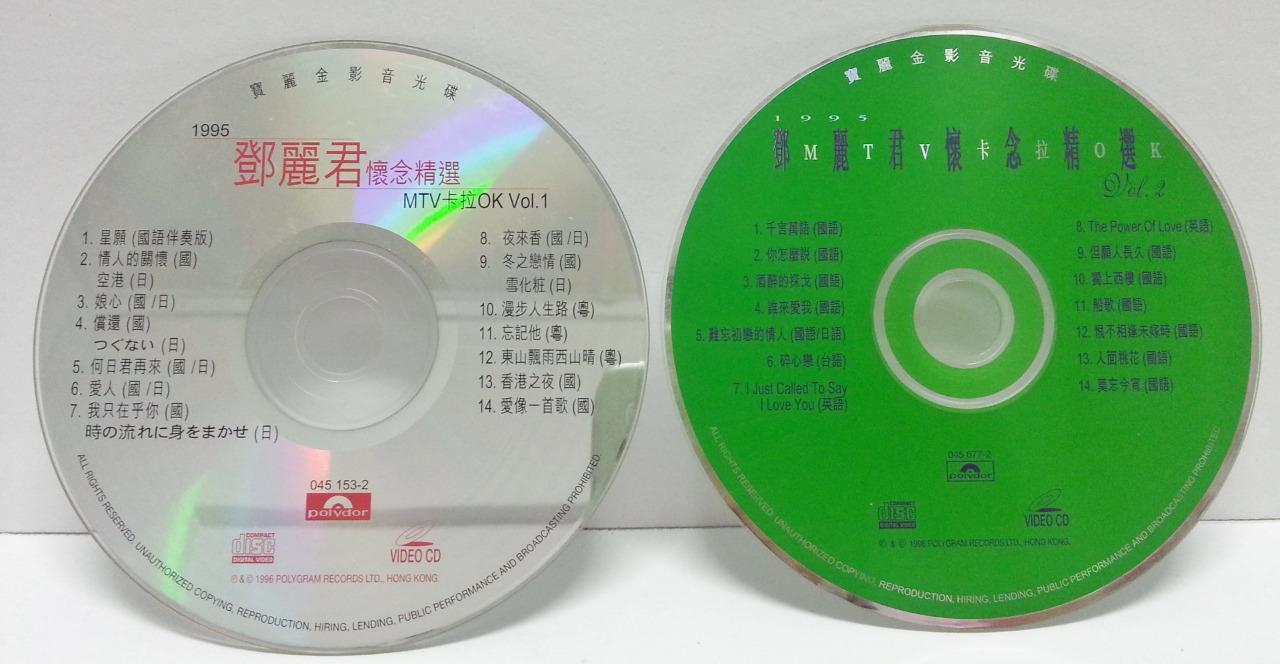 寶麗金影音光碟
1995
鄧麗君懷念精選
MTV卡拉OK Vol.1
1. 星願 (國語伴奏版)
2. 情人的關懷 (國)
空港 (日)
3. 娘心 (國 /日)
4. 償還 (國)
つぐない (日)
5. 何日君再來 (國 /日)
6. 愛人 (國 /日)
7. 我只在乎你 (國)
時の流れに身をまかせ (日)
8. 夜來香 (國 /日)
9. 冬之戀情 (國)
雪化粧 (日)
10. 漫步人生路 (粵)
11. 忘記他 (粵)
12. 東山飄雨西山晴 (粵)
13. 香港之夜 (國)
14. 愛像一首歌 (國)
045 153-2
polydor
COMPACT
disc
DIGITAL VIDEO
VIDEO CD
℗ & © 1996 POLYGRAM RECORDS LTD., HONG KONG.
ALL RIGHTS RESERVED. UNAUTHORIZED COPYING, REPRODUCTION, HIRING, LENDING, PUBLIC PERFORMANCE AND BROADCASTING PROHIBITED.
寶麗金影音光碟
1995
鄧M麗T君V懷卡念拉精O選K
Vol.2
1. 千言萬語 (國語)
2. 你怎麼說 (國語)
3. 酒醉的探戈 (國語)
4. 誰來愛我 (國語)
5. 難忘初戀的情人 (國語/日語)
6. 碎心戀 (台語)
7. I Just Called To Say
I Love You (英語)
8. The Power Of Love (英語)
9. 但願人長久 (國語)
10. 獨上西樓 (國語)
11. 船歌 (國語)
12. 恨不相逢未嫁時 (國語)
13. 人面桃花 (國語)
14. 莫忘今宵 (國語)
045 677-2
polydor
COMPACT
disc
DIGITAL VIDEO
VIDEO CD
℗ & © 1996 POLYGRAM RECORDS LTD., HONG KONG.
ALL RIGHTS RESERVED. UNAUTHORIZED COPYING, REPRODUCTION, HIRING, LENDING, PUBLIC PERFORMANCE AND BROADCASTING PROHIBITED.